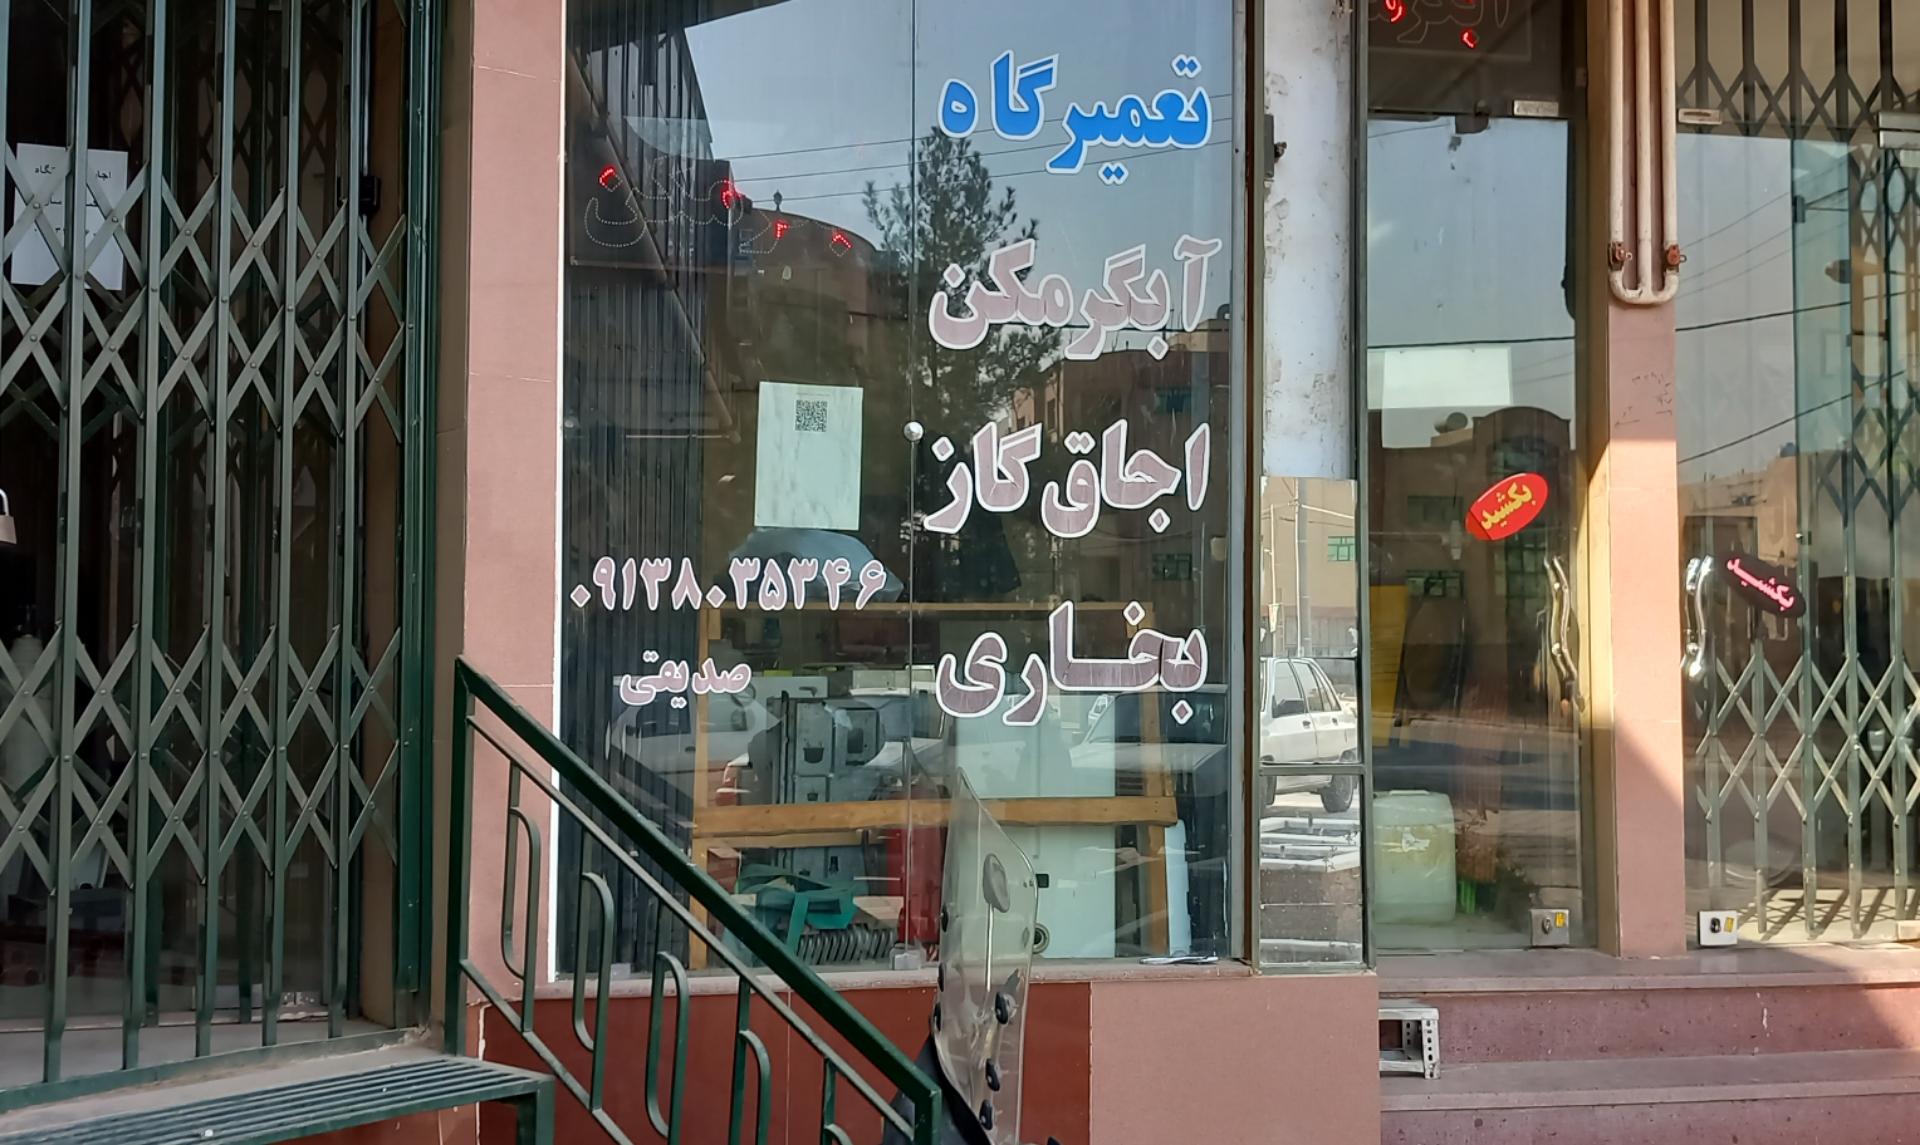 تعمیرگاه
آبگرمکن
اجاق گاز
بخاری
۰۹۱۳۸۰۳۵۳۴۶
صدیقی
بکشید
بکشید